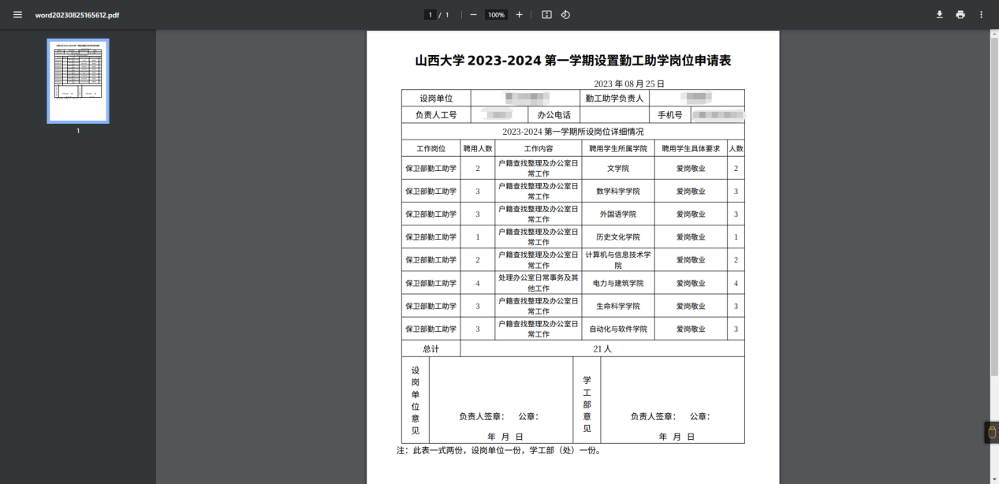 word20230825165612.pdf
1 / 1
100%
1
山西大学 2023-2024 第一学期设置勤工助学岗位申请表
2023 年 08 月 25 日
设岗单位 勤工助学负责人
负责人工号 办公电话 手机号
2023-2024 第一学期所设岗位详细情况
工作岗位 聘用人数 工作内容 聘用学生所属学院 聘用学生具体要求 人数
保卫部勤工助学 2 户籍查找整理及办公室日常工作 文学院 爱岗敬业 2
保卫部勤工助学 3 户籍查找整理及办公室日常工作 数学科学学院 爱岗敬业 3
保卫部勤工助学 3 户籍查找整理及办公室日常工作 外国语学院 爱岗敬业 3
保卫部勤工助学 1 户籍查找整理及办公室日常工作 历史文化学院 爱岗敬业 1
保卫部勤工助学 2 户籍查找整理及办公室日常工作 计算机与信息技术学院 爱岗敬业 2
保卫部勤工助学 4 处理办公室日常事务及其他工作 电力与建筑学院 爱岗敬业 4
保卫部勤工助学 3 户籍查找整理及办公室日常工作 生命科学学院 爱岗敬业 3
保卫部勤工助学 3 户籍查找整理及办公室日常工作 自动化与软件学院 爱岗敬业 3
总计 21 人
设岗单位意见
负责人签章： 公章：
年 月 日
学工部意见
负责人签章： 公章：
年 月 日
注：此表一式两份，设岗单位一份，学工部（处）一份。